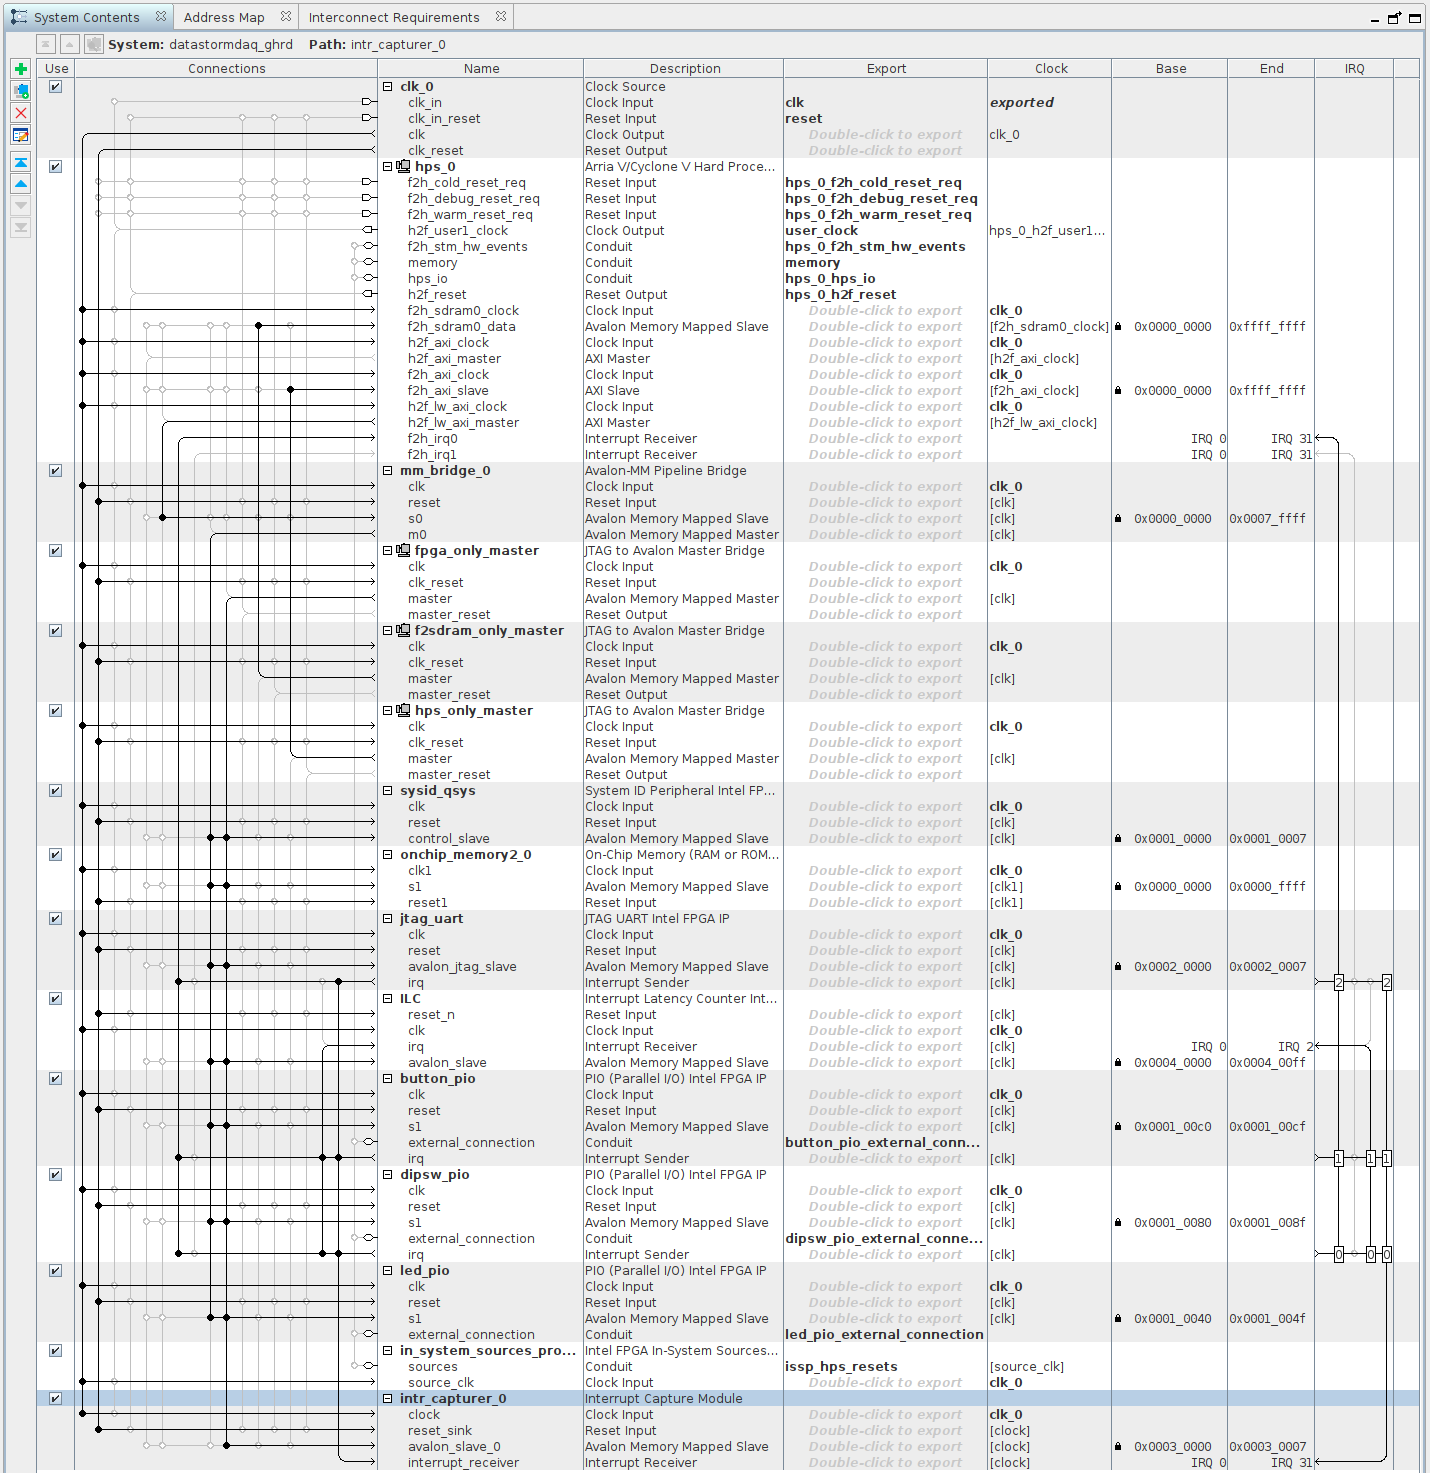 System Contents Address Map Interconnect Requirements
System: datastormdaq_ghrd Path: intr_capturer_0
Use Connections Name Description Export Clock Base End IRQ
clk_0 Clock Source
clk_in Clock Input clk exported
clk_in_reset Reset Input reset
clk Clock Output Double-click to export clk_0
clk_reset Reset Output Double-click to export
hps_0 Arria V/Cyclone V Hard Proce...
f2h_cold_reset_req Reset Input hps_0_f2h_cold_reset_req
f2h_debug_reset_req Reset Input hps_0_f2h_debug_reset_req
f2h_warm_reset_req Reset Input hps_0_f2h_warm_reset_req
h2f_user1_clock Clock Output user_clock hps_0_h2f_user1...
f2h_stm_hw_events Conduit hps_0_f2h_stm_hw_events
memory Conduit memory
hps_io Conduit hps_0_hps_io
h2f_reset Reset Output hps_0_h2f_reset
f2h_sdram0_clock Clock Input Double-click to export clk_0
f2h_sdram0_data Avalon Memory Mapped Slave Double-click to export [f2h_sdram0_clock] 0x0000_0000 0xffff_ffff
h2f_axi_clock Clock Input Double-click to export clk_0
h2f_axi_master AXI Master Double-click to export [h2f_axi_clock]
f2h_axi_clock Clock Input Double-click to export clk_0
f2h_axi_slave AXI Slave Double-click to export [f2h_axi_clock] 0x0000_0000 0xffff_ffff
h2f_lw_axi_clock Clock Input Double-click to export clk_0
h2f_lw_axi_master AXI Master Double-click to export [h2f_lw_axi_clock]
f2h_irq0 Interrupt Receiver Double-click to export IRQ 0 IRQ 31
f2h_irq1 Interrupt Receiver Double-click to export IRQ 0 IRQ 31
mm_bridge_0 Avalon-MM Pipeline Bridge
clk Clock Input Double-click to export clk_0
reset Reset Input Double-click to export [clk]
s0 Avalon Memory Mapped Slave Double-click to export [clk] 0x0000_0000 0x0007_ffff
m0 Avalon Memory Mapped Master Double-click to export [clk]
fpga_only_master JTAG to Avalon Master Bridge
clk Clock Input Double-click to export clk_0
clk_reset Reset Input Double-click to export
master Avalon Memory Mapped Master Double-click to export [clk]
master_reset Reset Output Double-click to export
f2sdram_only_master JTAG to Avalon Master Bridge
clk Clock Input Double-click to export clk_0
clk_reset Reset Input Double-click to export
master Avalon Memory Mapped Master Double-click to export [clk]
master_reset Reset Output Double-click to export
hps_only_master JTAG to Avalon Master Bridge
clk Clock Input Double-click to export clk_0
clk_reset Reset Input Double-click to export
master Avalon Memory Mapped Master Double-click to export [clk]
master_reset Reset Output Double-click to export
sysid_qsys System ID Peripheral Intel FP...
clk Clock Input Double-click to export clk_0
reset Reset Input Double-click to export [clk]
control_slave Avalon Memory Mapped Slave Double-click to export [clk] 0x0001_0000 0x0001_0007
onchip_memory2_0 On-Chip Memory (RAM or ROM...
clk1 Clock Input Double-click to export clk_0
s1 Avalon Memory Mapped Slave Double-click to export [clk1] 0x0000_0000 0x0000_ffff
reset1 Reset Input Double-click to export [clk1]
jtag_uart JTAG UART Intel FPGA IP
clk Clock Input Double-click to export clk_0
reset Reset Input Double-click to export [clk]
avalon_jtag_slave Avalon Memory Mapped Slave Double-click to export [clk] 0x0002_0000 0x0002_0007
irq Interrupt Sender Double-click to export [clk] 2 2
ILC Interrupt Latency Counter Int...
reset_n Reset Input Double-click to export [clk]
clk Clock Input Double-click to export clk_0
irq Interrupt Receiver Double-click to export [clk] IRQ 0 IRQ 2
avalon_slave Avalon Memory Mapped Slave Double-click to export [clk] 0x0004_0000 0x0004_00ff
button_pio PIO (Parallel I/O) Intel FPGA IP
clk Clock Input Double-click to export clk_0
reset Reset Input Double-click to export [clk]
s1 Avalon Memory Mapped Slave Double-click to export [clk] 0x0001_00c0 0x0001_00cf
external_connection Conduit button_pio_external_conn...
irq Interrupt Sender Double-click to export [clk] 1 1 1
dipsw_pio PIO (Parallel I/O) Intel FPGA IP
clk Clock Input Double-click to export clk_0
reset Reset Input Double-click to export [clk]
s1 Avalon Memory Mapped Slave Double-click to export [clk] 0x0001_0080 0x0001_008f
external_connection Conduit dipsw_pio_external_conne...
irq Interrupt Sender Double-click to export [clk] 0 0 0
led_pio PIO (Parallel I/O) Intel FPGA IP
clk Clock Input Double-click to export clk_0
reset Reset Input Double-click to export [clk]
s1 Avalon Memory Mapped Slave Double-click to export [clk] 0x0001_0040 0x0001_004f
external_connection Conduit led_pio_external_connection
in_system_sources_pro... Intel FPGA In-System Sources...
sources Conduit issp_hps_resets [source_clk]
source_clk Clock Input Double-click to export clk_0
intr_capturer_0 Interrupt Capture Module
clock Clock Input Double-click to export clk_0
reset_sink Reset Input Double-click to export [clock]
avalon_slave_0 Avalon Memory Mapped Slave Double-click to export [clock] 0x0003_0000 0x0003_0007
interrupt_receiver Interrupt Receiver Double-click to export [clock] IRQ 0 IRQ 31